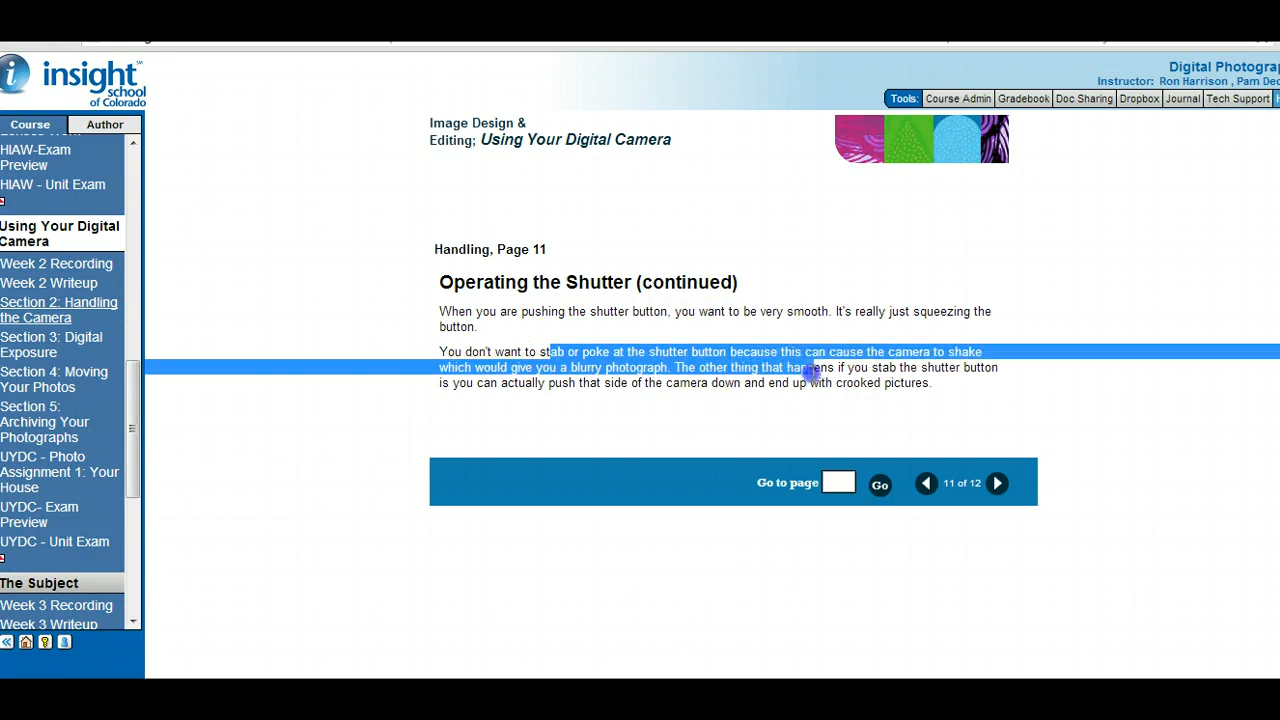 insight
school
of Colorado
Digital Photograp
Instructor: Ron Harrison , Pam Dec
Tools: Course Admin Gradebook Doc Sharing Dropbox Journal Tech Support
Course Author
HIAW-Exam
Preview
HIAW - Unit Exam
Using Your Digital
Camera
Week 2 Recording
Week 2 Writeup
Section 2: Handling
the Camera
Section 3: Digital
Exposure
Section 4: Moving
Your Photos
Section 5:
Archiving Your
Photographs
UYDC - Photo
Assignment 1: Your
House
UYDC- Exam
Preview
UYDC - Unit Exam
The Subject
Week 3 Recording
Week 3 Writeup
Image Design &
Editing; Using Your Digital Camera
Handling, Page 11
Operating the Shutter (continued)
When you are pushing the shutter button, you want to be very smooth. It's really just squeezing the
button.
You don't want to stab or poke at the shutter button because this can cause the camera to shake
which would give you a blurry photograph. The other thing that happens if you stab the shutter button
is you can actually push that side of the camera down and end up with crooked pictures.
Go to page Go 11 of 12